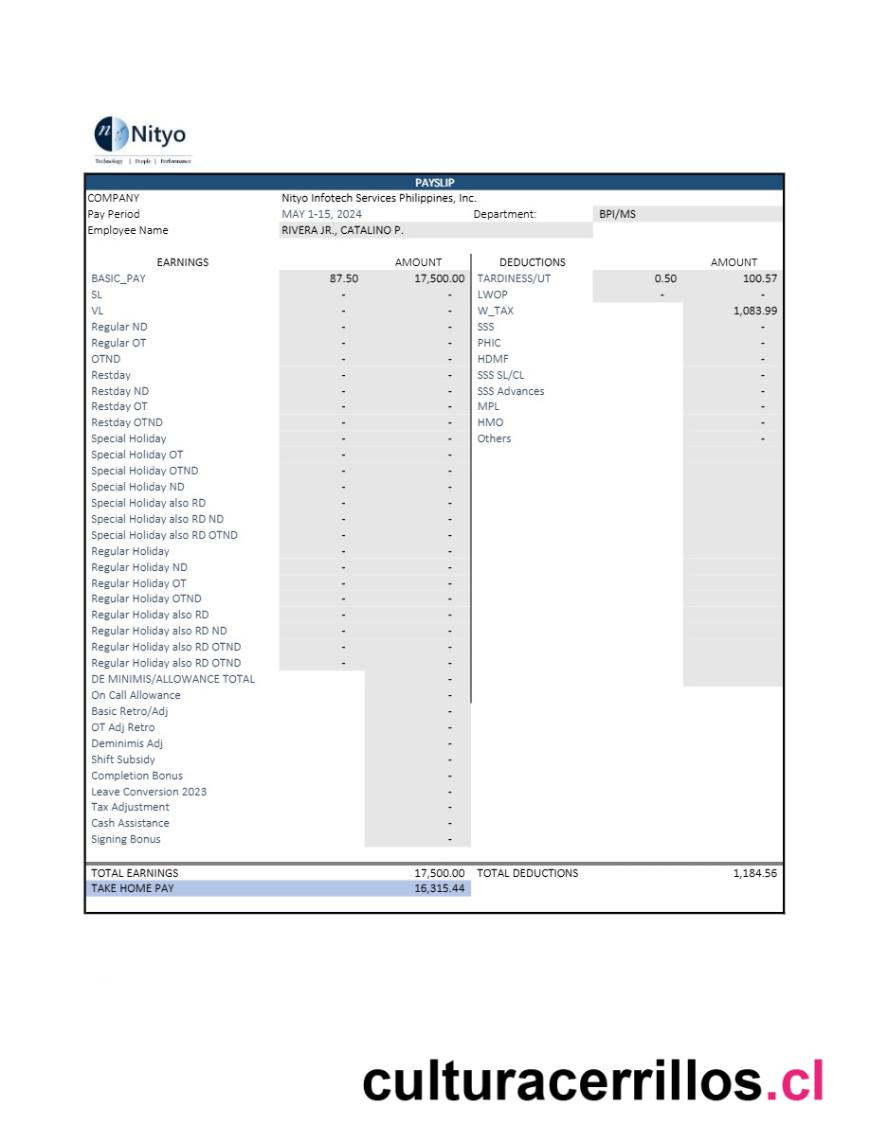 n Nityo
Technology | People | Performance
PAYSLIP
COMPANY Nityo Infotech Services Philippines, Inc.
Pay Period MAY 1-15, 2024 Department: BPI/MS
Employee Name RIVERA JR., CATALINO P.
EARNINGS AMOUNT DEDUCTIONS AMOUNT
BASIC_PAY 87.50 17,500.00 TARDINESS/UT 0.50 100.57
SL - - LWOP - -
VL - - W_TAX 1,083.99
Regular ND - - SSS -
Regular OT - - PHIC -
OTND - - HDMF -
Restday - - SSS SL/CL -
Restday ND - - SSS Advances -
Restday OT - - MPL -
Restday OTND - - HMO -
Special Holiday - - Others -
Special Holiday OT - -
Special Holiday OTND - -
Special Holiday ND - -
Special Holiday also RD - -
Special Holiday also RD ND - -
Special Holiday also RD OTND - -
Regular Holiday - -
Regular Holiday ND - -
Regular Holiday OT - -
Regular Holiday OTND - -
Regular Holiday also RD - -
Regular Holiday also RD ND - -
Regular Holiday also RD OTND - -
Regular Holiday also RD OTND - -
DE MINIMIS/ALLOWANCE TOTAL -
On Call Allowance -
Basic Retro/Adj -
OT Adj Retro -
Deminimis Adj -
Shift Subsidy -
Completion Bonus -
Leave Conversion 2023 -
Tax Adjustment -
Cash Assistance -
Signing Bonus -
TOTAL EARNINGS 17,500.00 TOTAL DEDUCTIONS 1,184.56
TAKE HOME PAY 16,315.44
culturacerrillos.cl